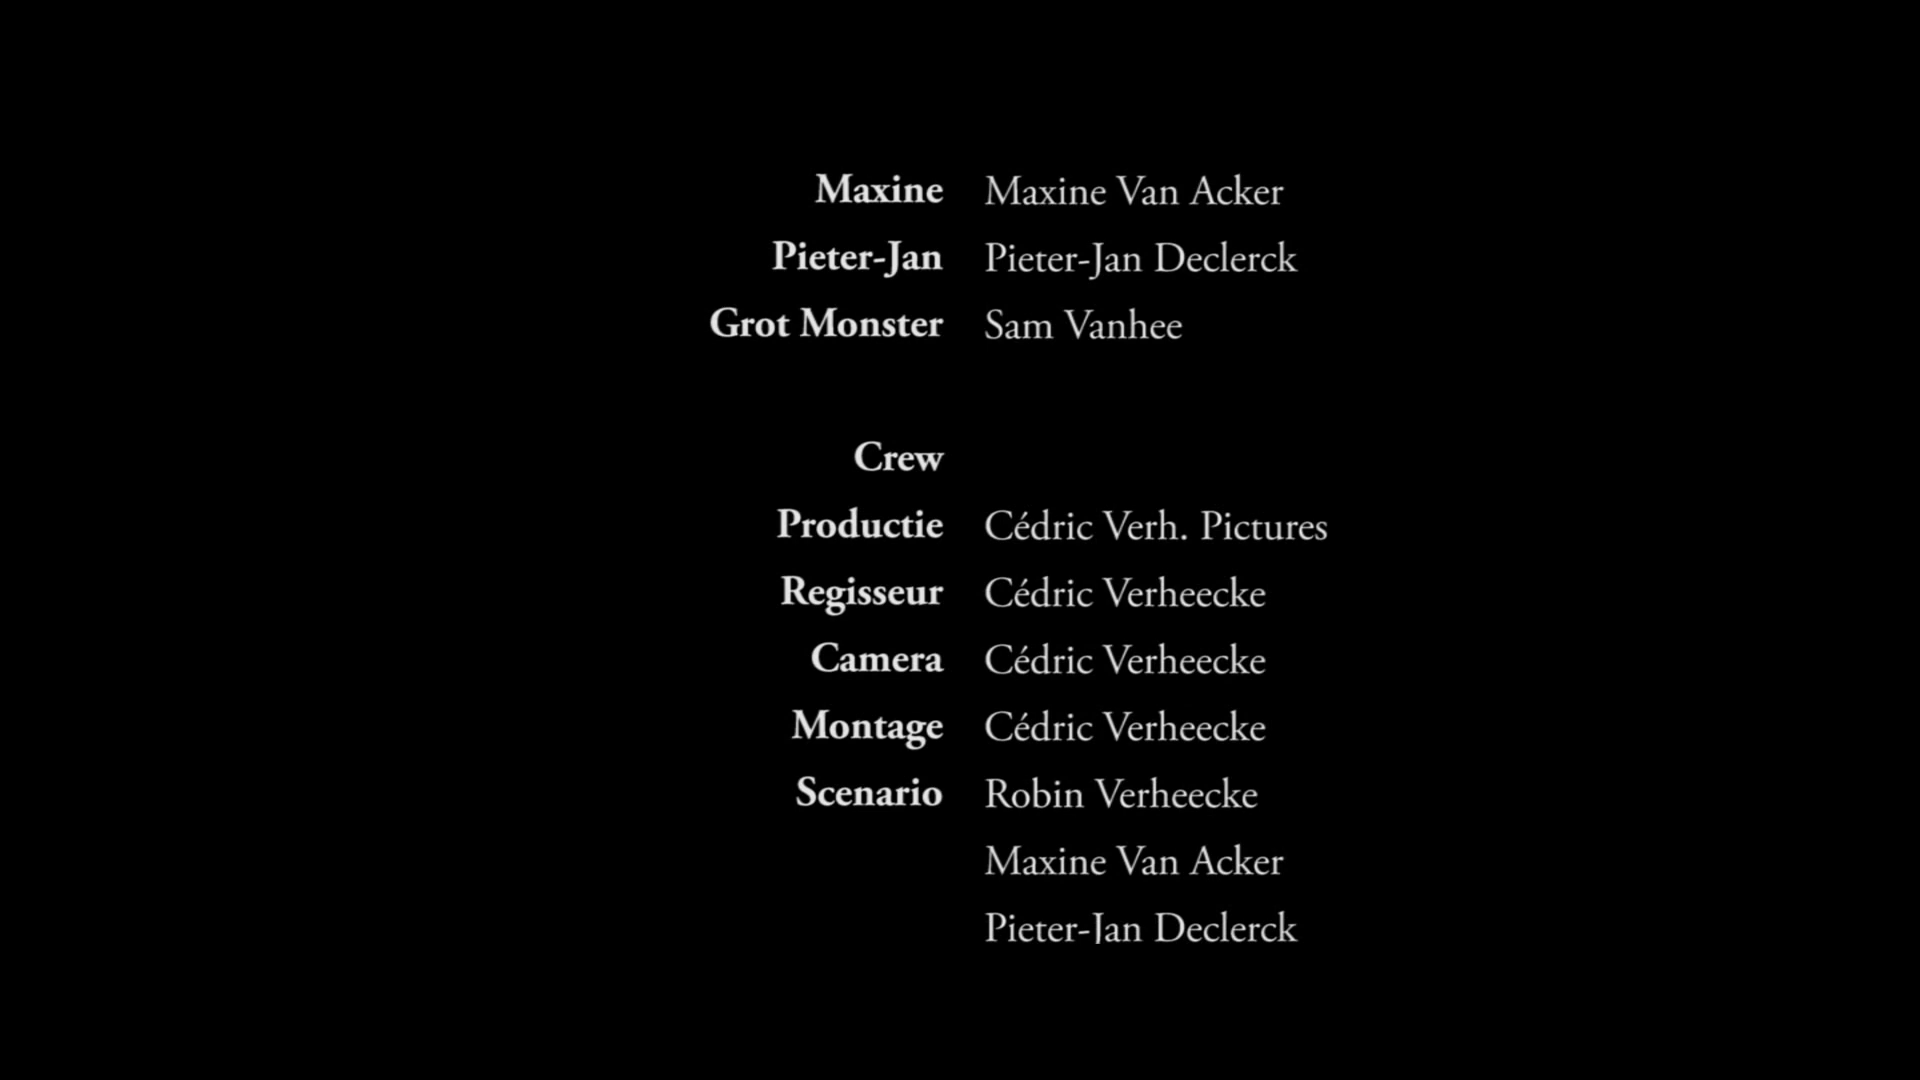 Maxine Maxine Van Acker
Pieter-Jan Pieter-Jan Declerck
Grot Monster Sam Vanhee
Crew
Productie Cédric Verh. Pictures
Regisseur Cédric Verheecke
Camera Cédric Verheecke
Montage Cédric Verheecke
Scenario Robin Verheecke
Maxine Van Acker
Pieter-Jan Declerck